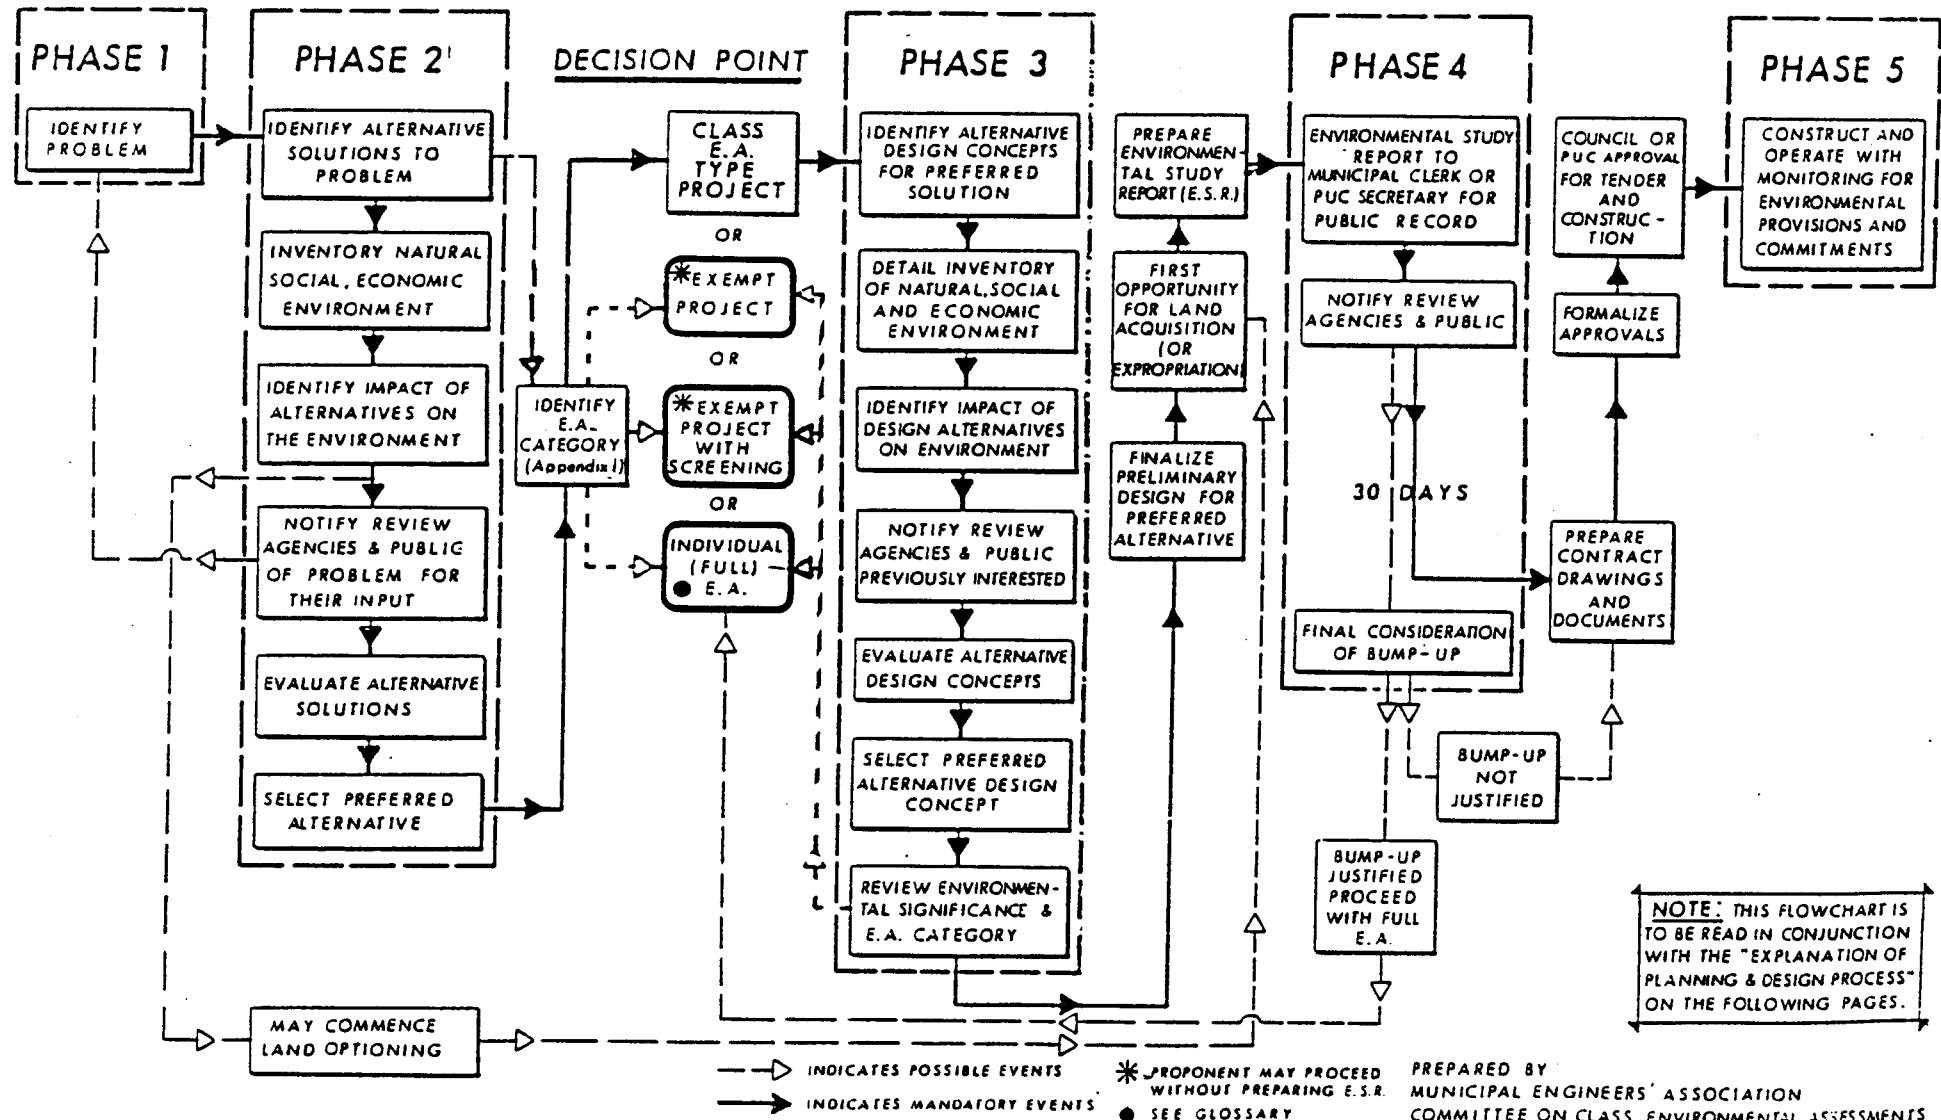 PHASE 1
IDENTIFY
PROBLEM
PHASE 2'
IDENTIFY ALTERNATIVE
SOLUTIONS TO
PROBLEM
INVENTORY NATURAL
SOCIAL, ECONOMIC
ENVIRONMENT
IDENTIFY IMPACT OF
ALTERNATIVES ON
THE ENVIRONMENT
NOTIFY REVIEW
AGENCIES & PUBLIC
OF PROBLEM FOR
THEIR INPUT
EVALUATE ALTERNATIVE
SOLUTIONS
SELECT PREFERRED
ALTERNATIVE
MAY COMMENCE
LAND OPTIONING
DECISION POINT
IDENTIFY
E.A.
CATEGORY
(Appendix I)
CLASS
E.A.
TYPE
PROJECT
OR
*EXEMPT
PROJECT
OR
*EXEMPT
PROJECT
WITH
SCREENING
OR
INDIVIDUAL
(FULL)
● E.A.
PHASE 3
IDENTIFY ALTERNATIVE
DESIGN CONCEPTS
FOR PREFERRED
SOLUTION
DETAIL INVENTORY
OF NATURAL, SOCIAL
AND ECONOMIC
ENVIRONMENT
IDENTIFY IMPACT OF
DESIGN ALTERNATIVES
ON ENVIRONMENT
NOTIFY REVIEW
AGENCIES & PUBLIC
PREVIOUSLY INTERESTED
EVALUATE ALTERNATIVE
DESIGN CONCEPTS
SELECT PREFERRED
ALTERNATIVE DESIGN
CONCEPT
REVIEW ENVIRONMEN-
TAL SIGNIFICANCE &
E.A. CATEGORY
PREPARE
ENVIRONMEN-
TAL STUDY
REPORT (E.S.R.)
FIRST
OPPORTUNITY
FOR LAND
ACQUISITION
(OR
EXPROPRIATION)
FINALIZE
PRELIMINARY
DESIGN FOR
PREFERRED
ALTERNATIVE
PHASE 4
ENVIRONMENTAL STUDY
REPORT TO
MUNICIPAL CLERK OR
PUC SECRETARY FOR
PUBLIC RECORD
NOTIFY REVIEW
AGENCIES & PUBLIC
30 DAYS
FINAL CONSIDERATION
OF BUMP-UP
BUMP-UP
NOT
JUSTIFIED
BUMP-UP
JUSTIFIED
PROCEED
WITH FULL
E.A.
COUNCIL OR
PUC APPROVAL
FOR TENDER
AND
CONSTRUC-
TION
FORMALIZE
APPROVALS
PREPARE
CONTRACT
DRAWINGS
AND
DOCUMENTS
PHASE 5
CONSTRUCT AND
OPERATE WITH
MONITORING FOR
ENVIRONMENTAL
PROVISIONS AND
COMMITMENTS
NOTE: THIS FLOWCHART IS
TO BE READ IN CONJUNCTION
WITH THE "EXPLANATION OF
PLANNING & DESIGN PROCESS"
ON THE FOLLOWING PAGES.
INDICATES POSSIBLE EVENTS
INDICATES MANDATORY EVENTS
* PROPONENT MAY PROCEED
WITHOUT PREPARING E.S.R.
● SEE GLOSSARY
PREPARED BY
MUNICIPAL ENGINEERS' ASSOCIATION
COMMITTEE ON CLASS ENVIRONMENTAL ASSESSMENTS